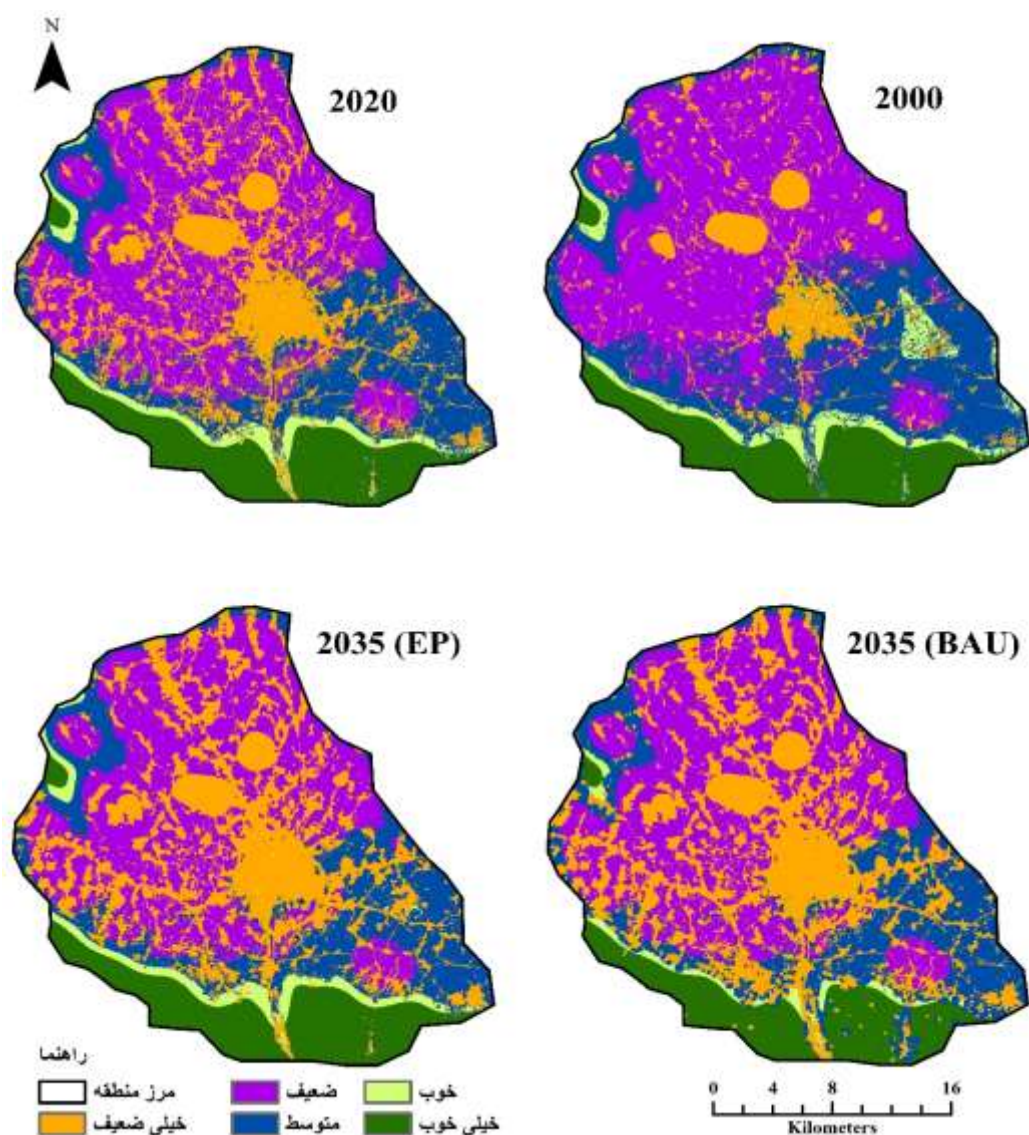 N
2020
2000
2035 (EP)
2035 (BAU)
راهنما
مرز منطقه
ضعیف
خوب
خیلی ضعیف
متوسط
خیلی خوب
0 4 8 16
Kilometers